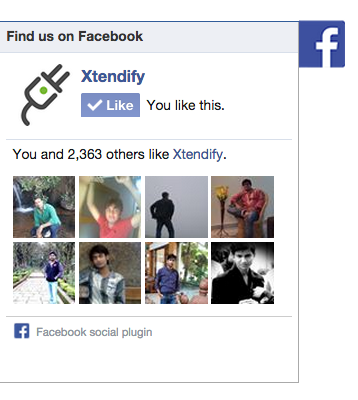 Find us on Facebook
f
Xtendify
Like You like this.
You and 2,363 others like Xtendify.
f Facebook social plugin